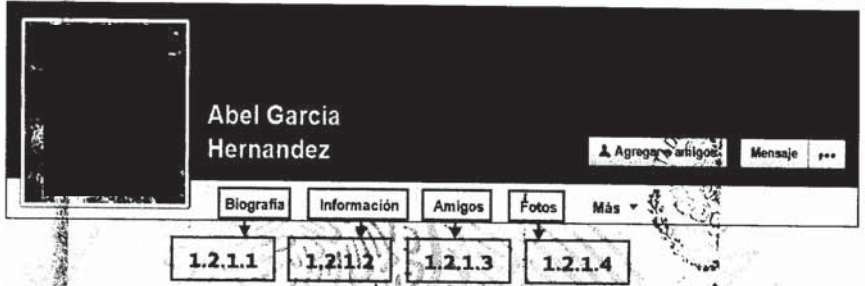 Abel Garcia
Hernandez
Agregar a amigos
Mensaje
Biografía Información Amigos Fotos Más
1.2.1.1 1.2.1.2 1.2.1.3 1.2.1.4